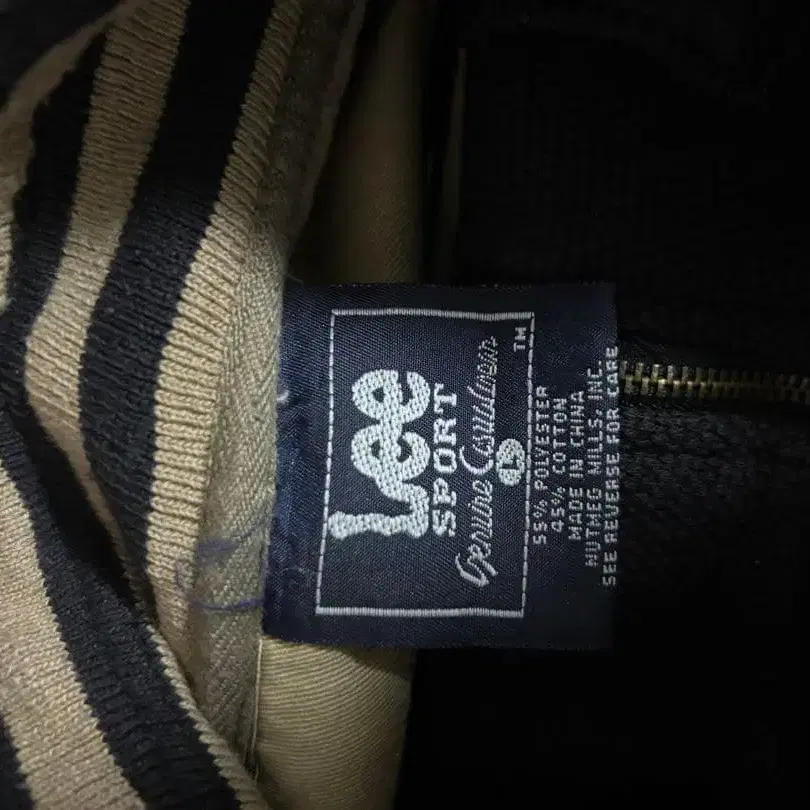 Lee
SPORT
Genuine Casualwear
TM
L
55% POLYESTER
45% COTTON
MADE IN CHINA
NUTMEG MILLS, INC.
SEE REVERSE FOR CARE